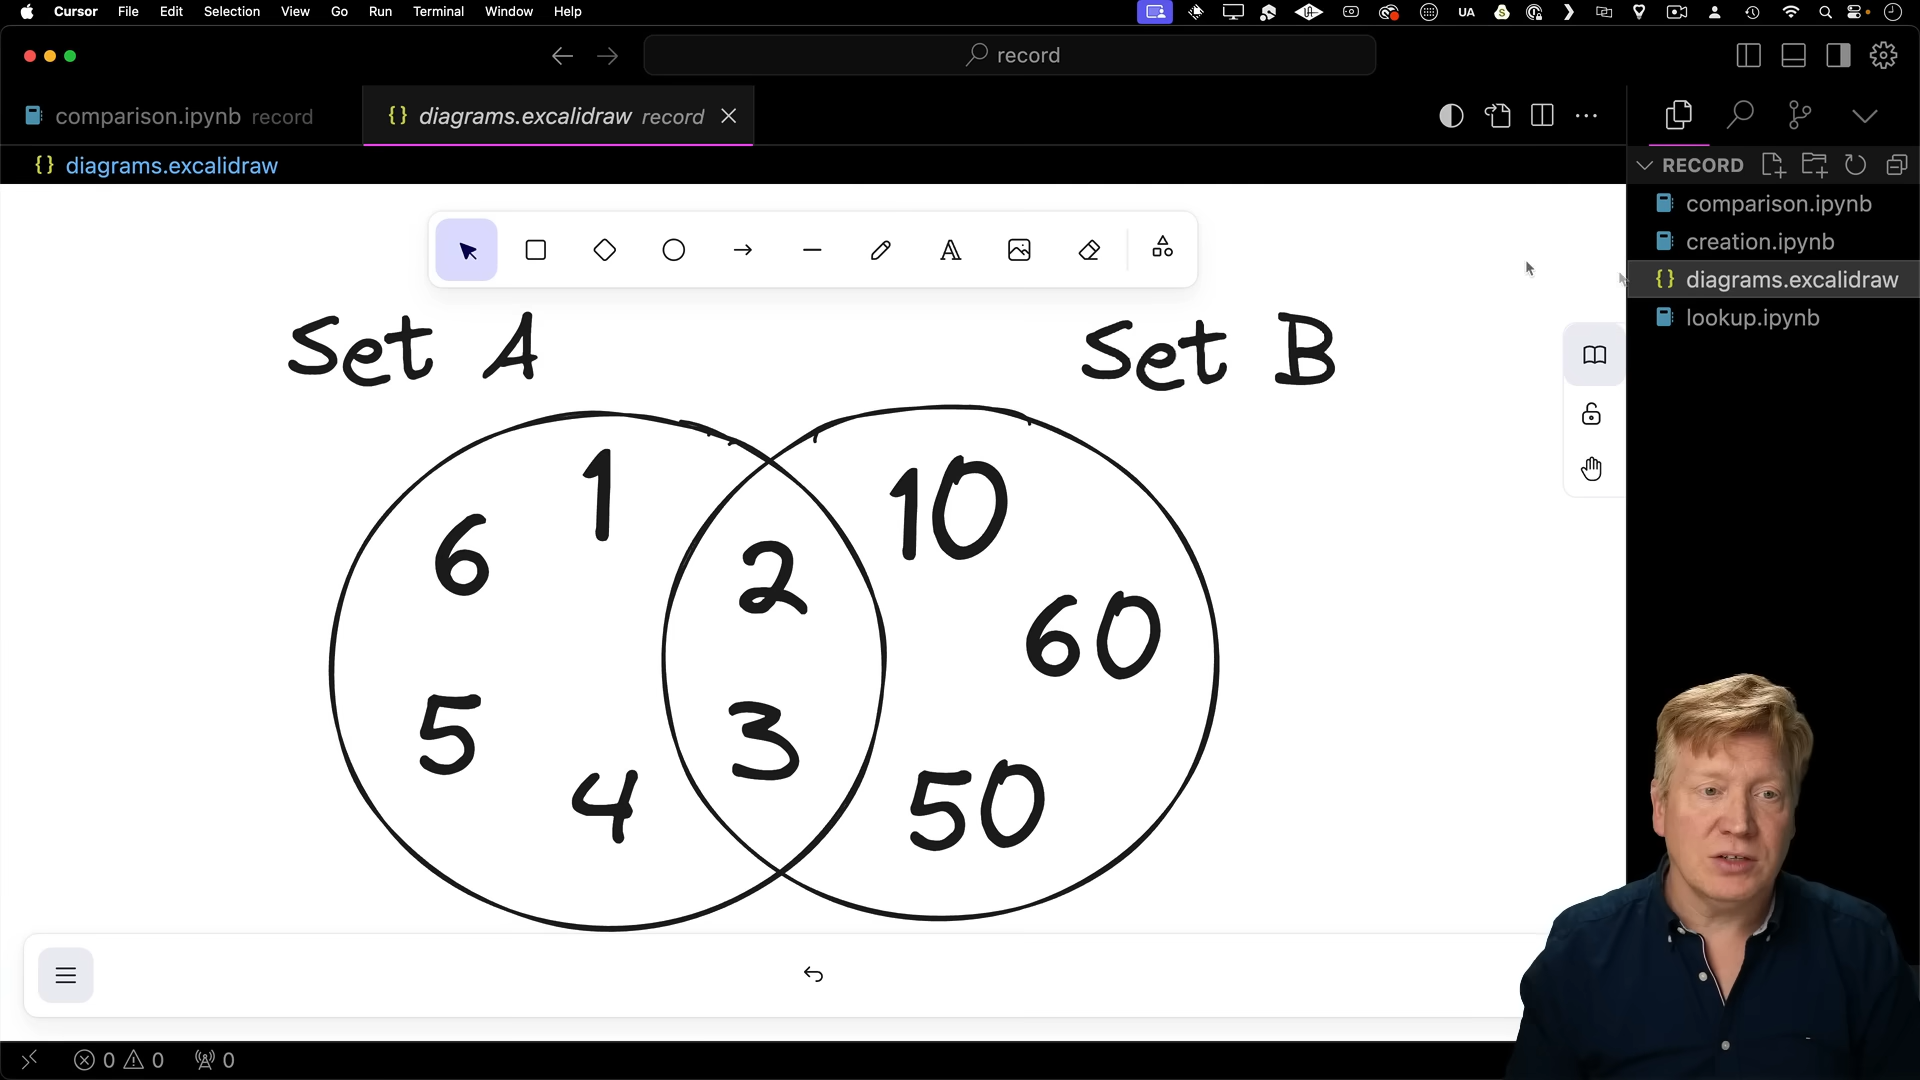 Cursor File Edit Selection View Go Run Terminal Window Help UA
record
comparison.ipynb record
diagrams.excalidraw record
diagrams.excalidraw
RECORD
comparison.ipynb
creation.ipynb
diagrams.excalidraw
lookup.ipynb
Set A
Set B
1
10
6
2
60
5
3
4
50
0 0 0